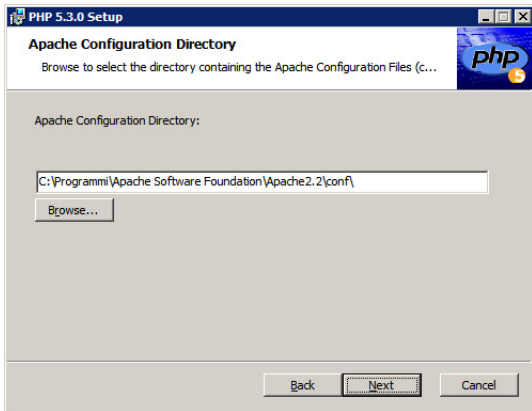 PHP 5.3.0 Setup
Apache Configuration Directory
Browse to select the directory containing the Apache Configuration Files (c...
php
5
Apache Configuration Directory:
C:\Programmi\Apache Software Foundation\Apache2.2\conf\
Browse...
Back
Next
Cancel